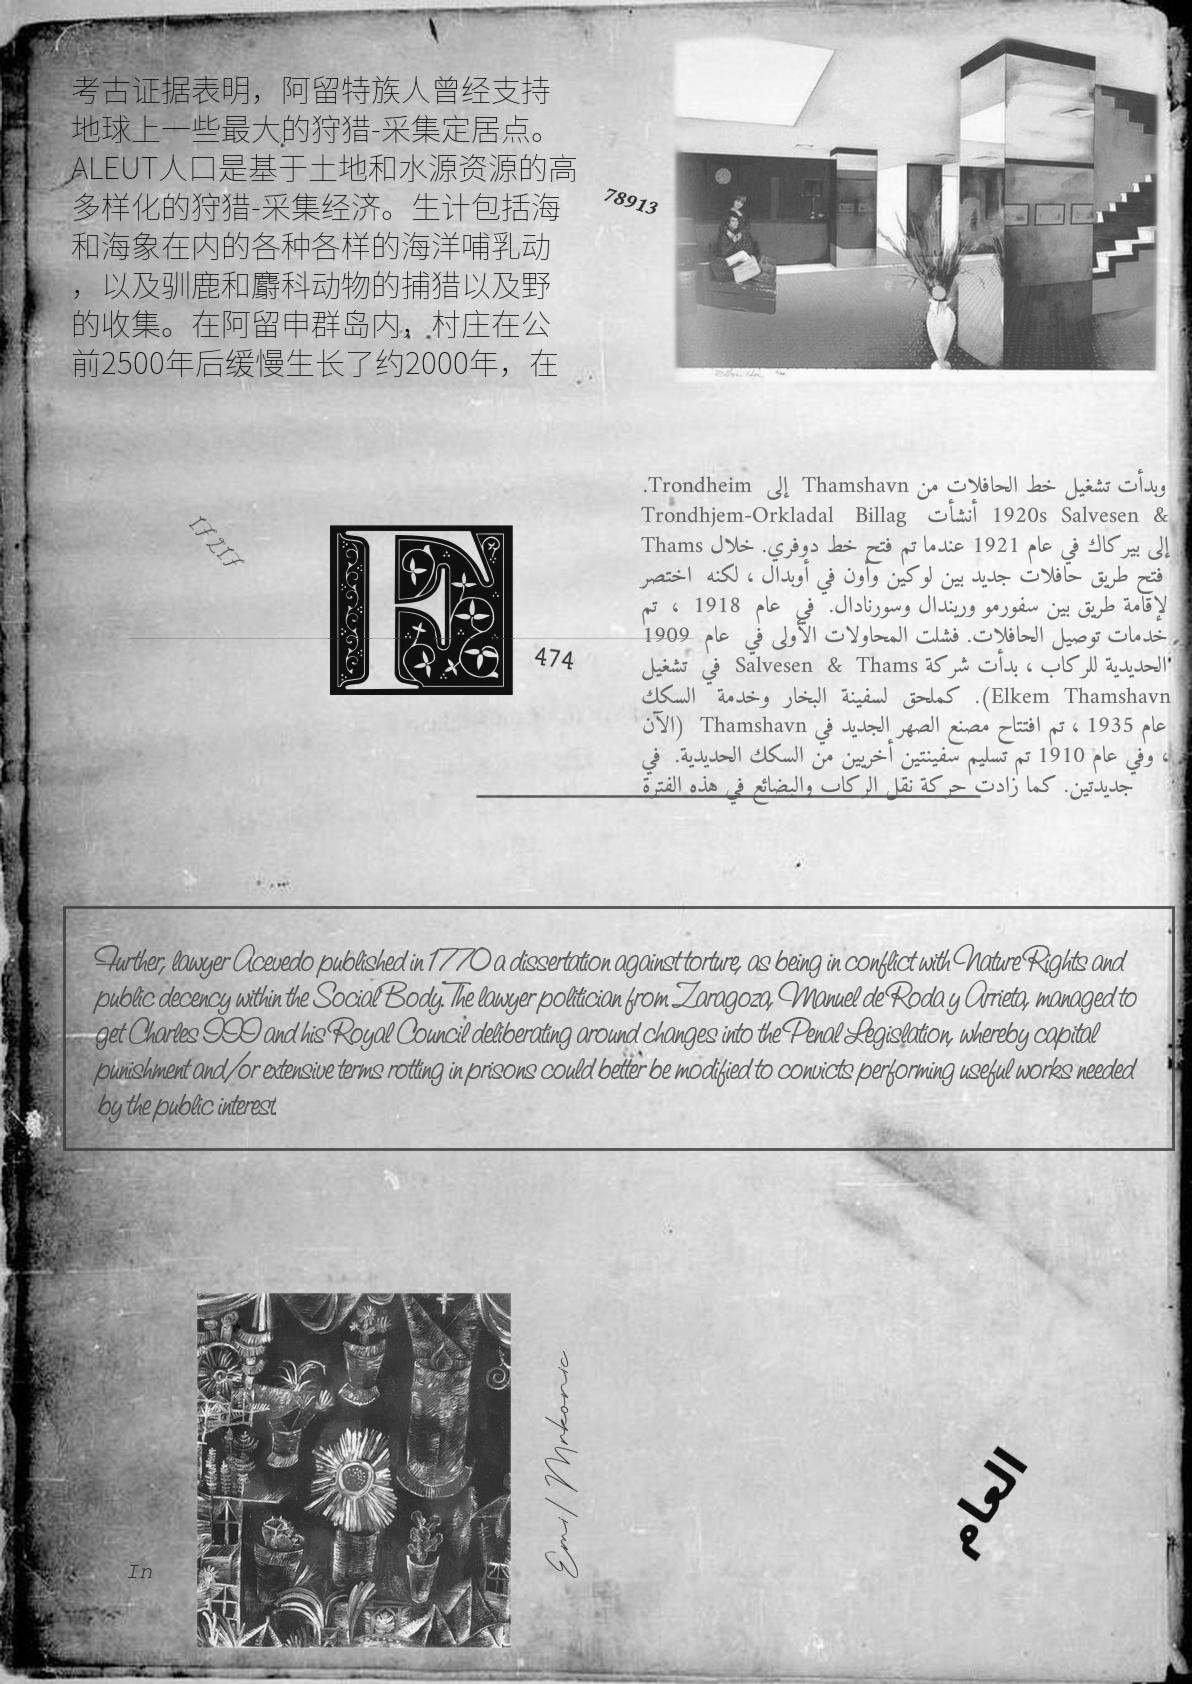 考古证据表明，阿留特族人曾经支持
地球上一些最大的狩猎-采集定居点。
ALEUT人口是基于土地和水源资源的高
多样化的狩猎-采集经济。生计包括海
和海象在内的各种各样的海洋哺乳动
，以及驯鹿和麝科动物的捕猎以及野
的收集。在阿留申群岛内，村庄在公
前2500年后缓慢生长了约2000年，在
78913
وبدأت تشغيل خط الحافلات من Thamshavn إلى Trondheim.
Trondhjem-Orkladal Billag أنشأت 1920s Salvesen &
Thams إلى بيركاك في عام 1921 عندما تم فتح خط دوفري. خلال
فتح طريق حافلات جديد بين لوكين وأون في أوبدال ، لكنه اختصر
لإقامة طريق بين سفورمو وريندال وسورنادال. في عام 1918 ، تم
خدمات توصيل الحافلات. فشلت المحاولات الأولى في عام 1909
الحديدية للركاب ، بدأت شركة Salvesen & Thams في تشغيل
Elkem Thamshavn). كملحق لسفينة البخار وخدمة السكك
عام 1935 ، تم افتتاح مصنع الصهر الجديد في Thamshavn (الآن
، وفي عام 1910 تم تسليم سفينتين أخريين من السكك الحديدية. في
جديدتين. كما زادت حركة نقل الركاب والبضائع في هذه الفترة
F
474
Further, lawyer Acevedo published in 1770 a dissertation against torture, as being in conflict with Nature Rights and
public decency within the Social Body. The lawyer politician from Zaragoza, Manuel de Roda y Arrieta, managed to
get Charles III and his Royal Council deliberating around changes into the Penal Legislation, whereby capital
punishment and/or extensive terms rotting in prisons could better be modified to convicts performing useful works needed
by the public interest.
Emil Mrkonic
العام
In